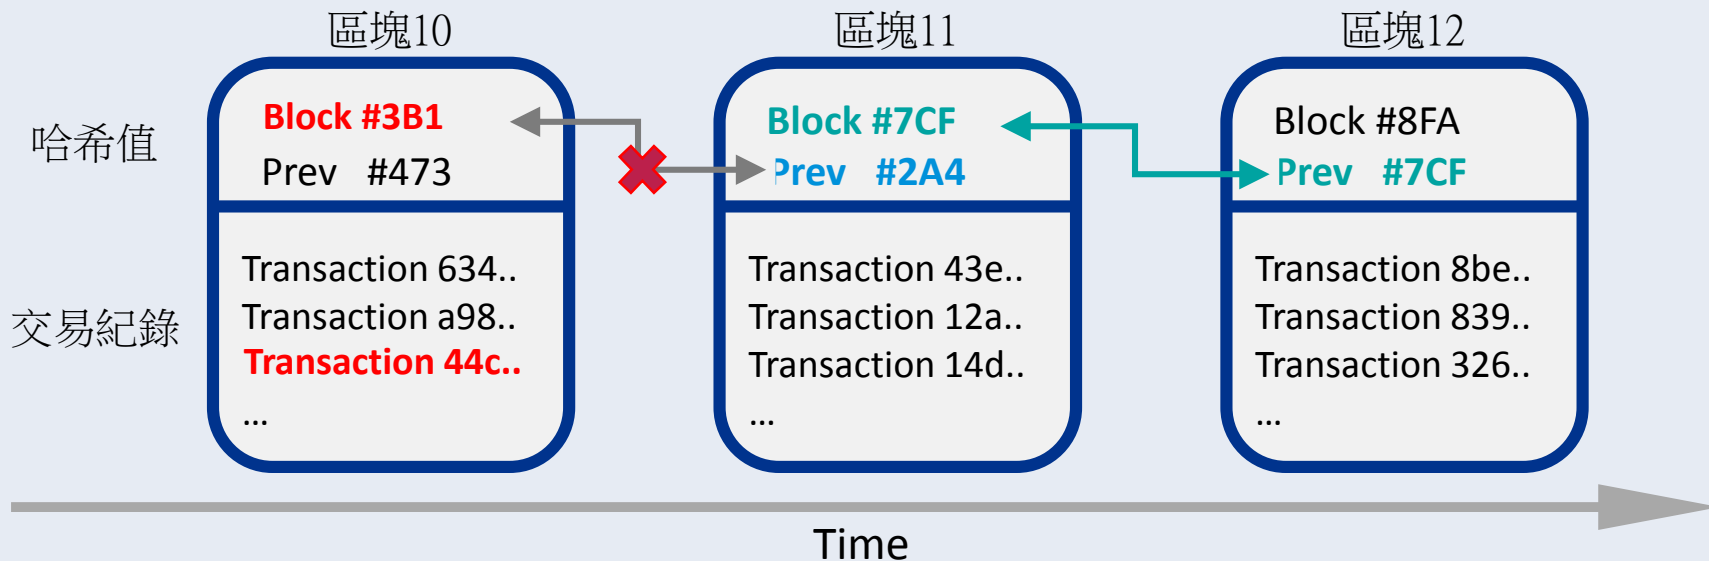 區塊10
區塊11
區塊12
哈希值
Block #3B1
Prev #473
Block #7CF
Prev #2A4
Block #8FA
Prev #7CF
交易紀錄
Transaction 634..
Transaction a98..
Transaction 44c..
...
Transaction 43e..
Transaction 12a..
Transaction 14d..
...
Transaction 8be..
Transaction 839..
Transaction 326..
...
Time